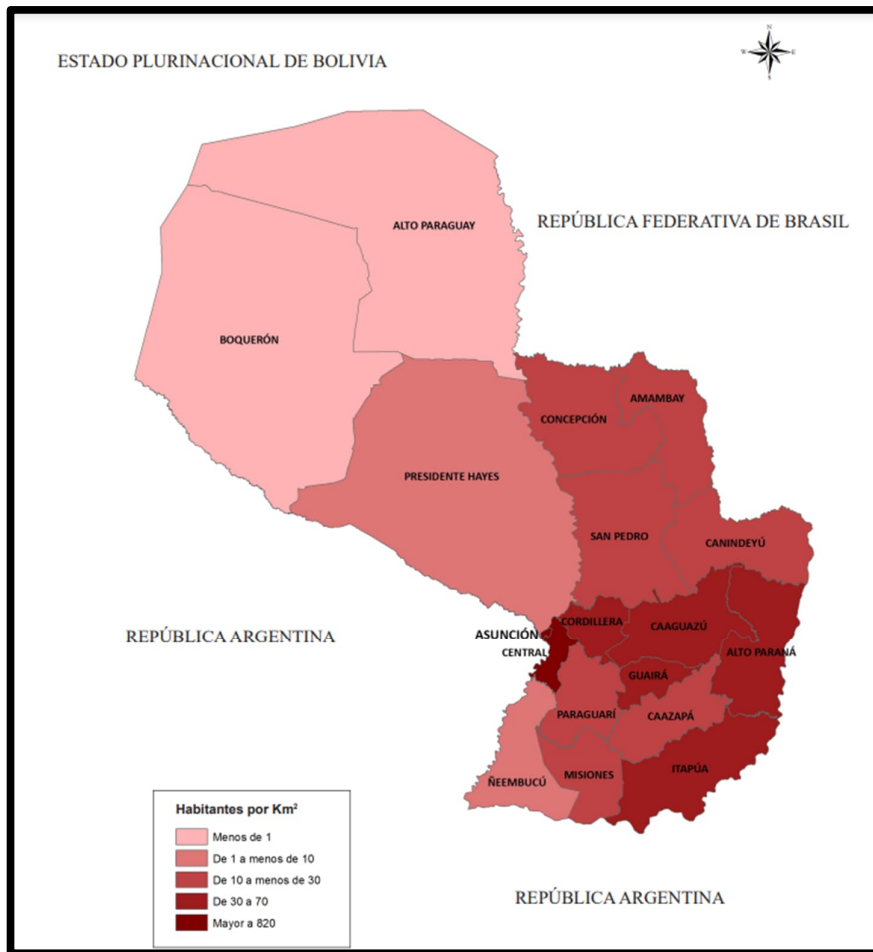 ESTADO PLURINACIONAL DE BOLIVIA
N
W
E
S
ALTO PARAGUAY
REPÚBLICA FEDERATIVA DE BRASIL
BOQUERÓN
AMAMBAY
CONCEPCIÓN
PRESIDENTE HAYES
SAN PEDRO
CANINDEYÚ
CORDILLERA
CAAGUAZÚ
REPÚBLICA ARGENTINA
ASUNCIÓN
CENTRAL
ALTO PARANÁ
GUAIRÁ
PARAGUARÍ
CAAZAPÁ
ÑEEMBUCÚ
MISIONES
ITAPÚA
Habitantes por Km²
Menos de 1
De 1 a menos de 10
De 10 a menos de 30
De 30 a 70
Mayor a 820
REPÚBLICA ARGENTINA